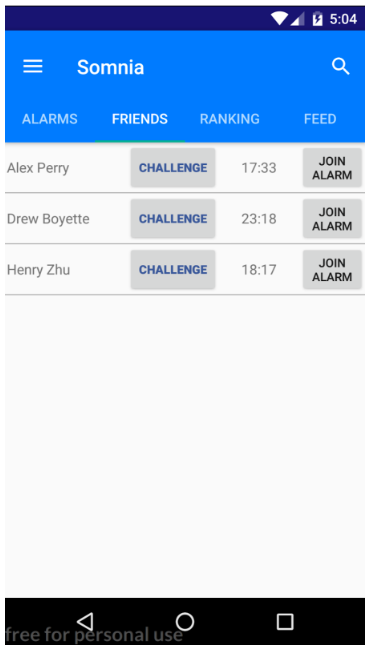 5:04
Somnia
ALARMS FRIENDS RANKING FEED
Alex Perry CHALLENGE 17:33 JOIN ALARM
Drew Boyette CHALLENGE 23:18 JOIN ALARM
Henry Zhu CHALLENGE 18:17 JOIN ALARM
free for personal use